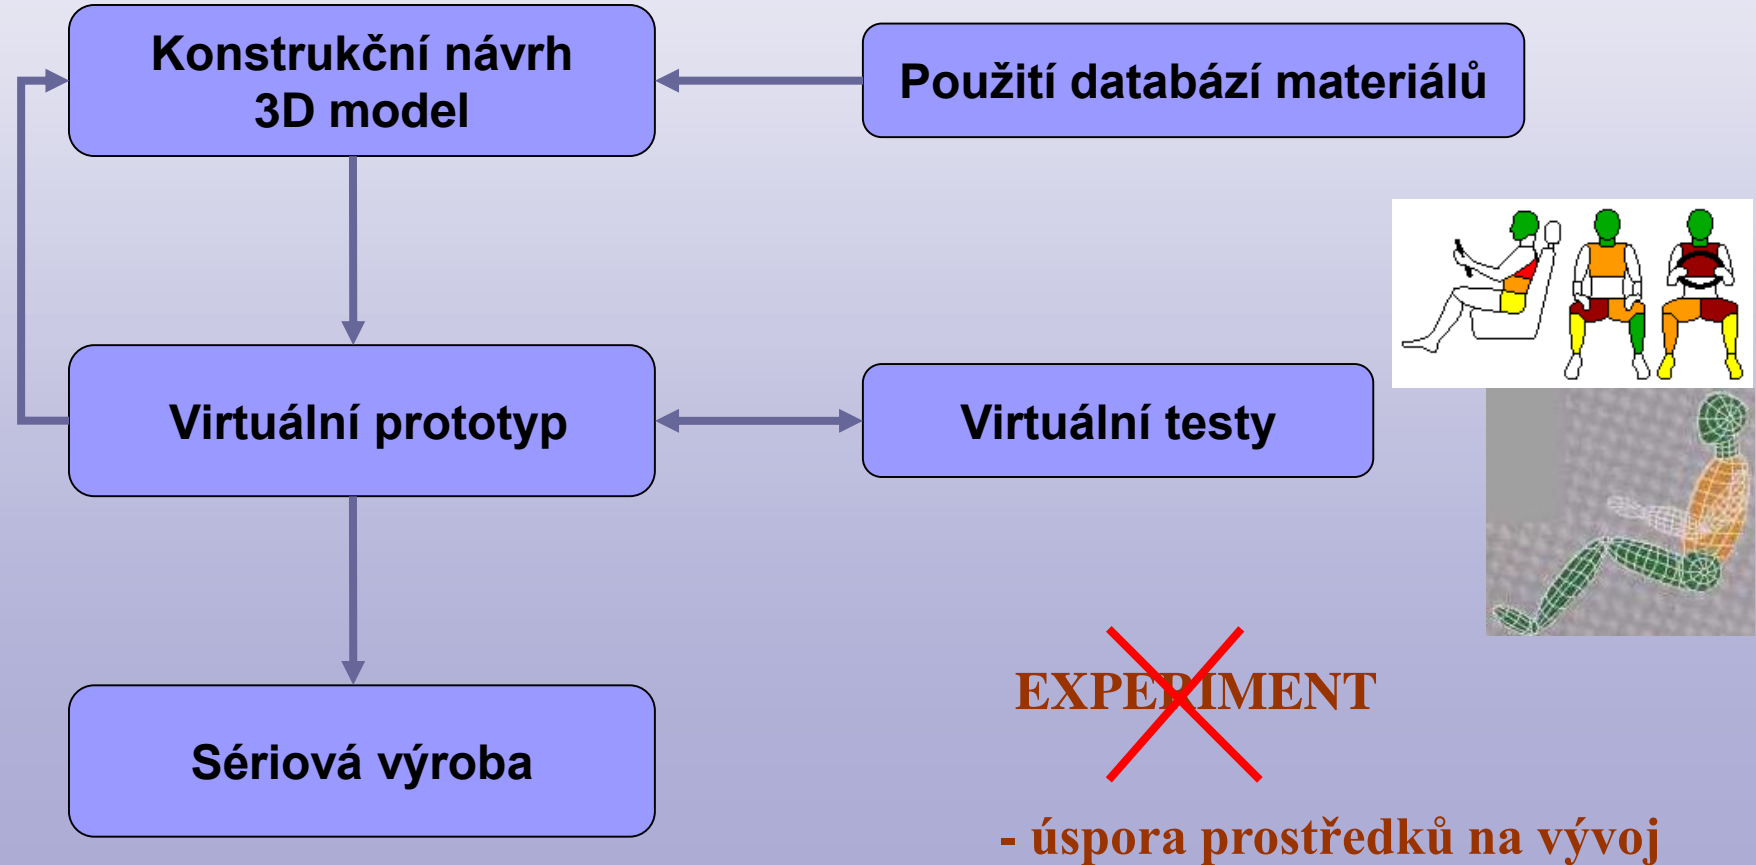 Konstrukční návrh
3D model
Použití databází materiálů
Virtuální prototyp
Virtuální testy
EXPERIMENT
Sériová výroba
- úspora prostředků na vývoj